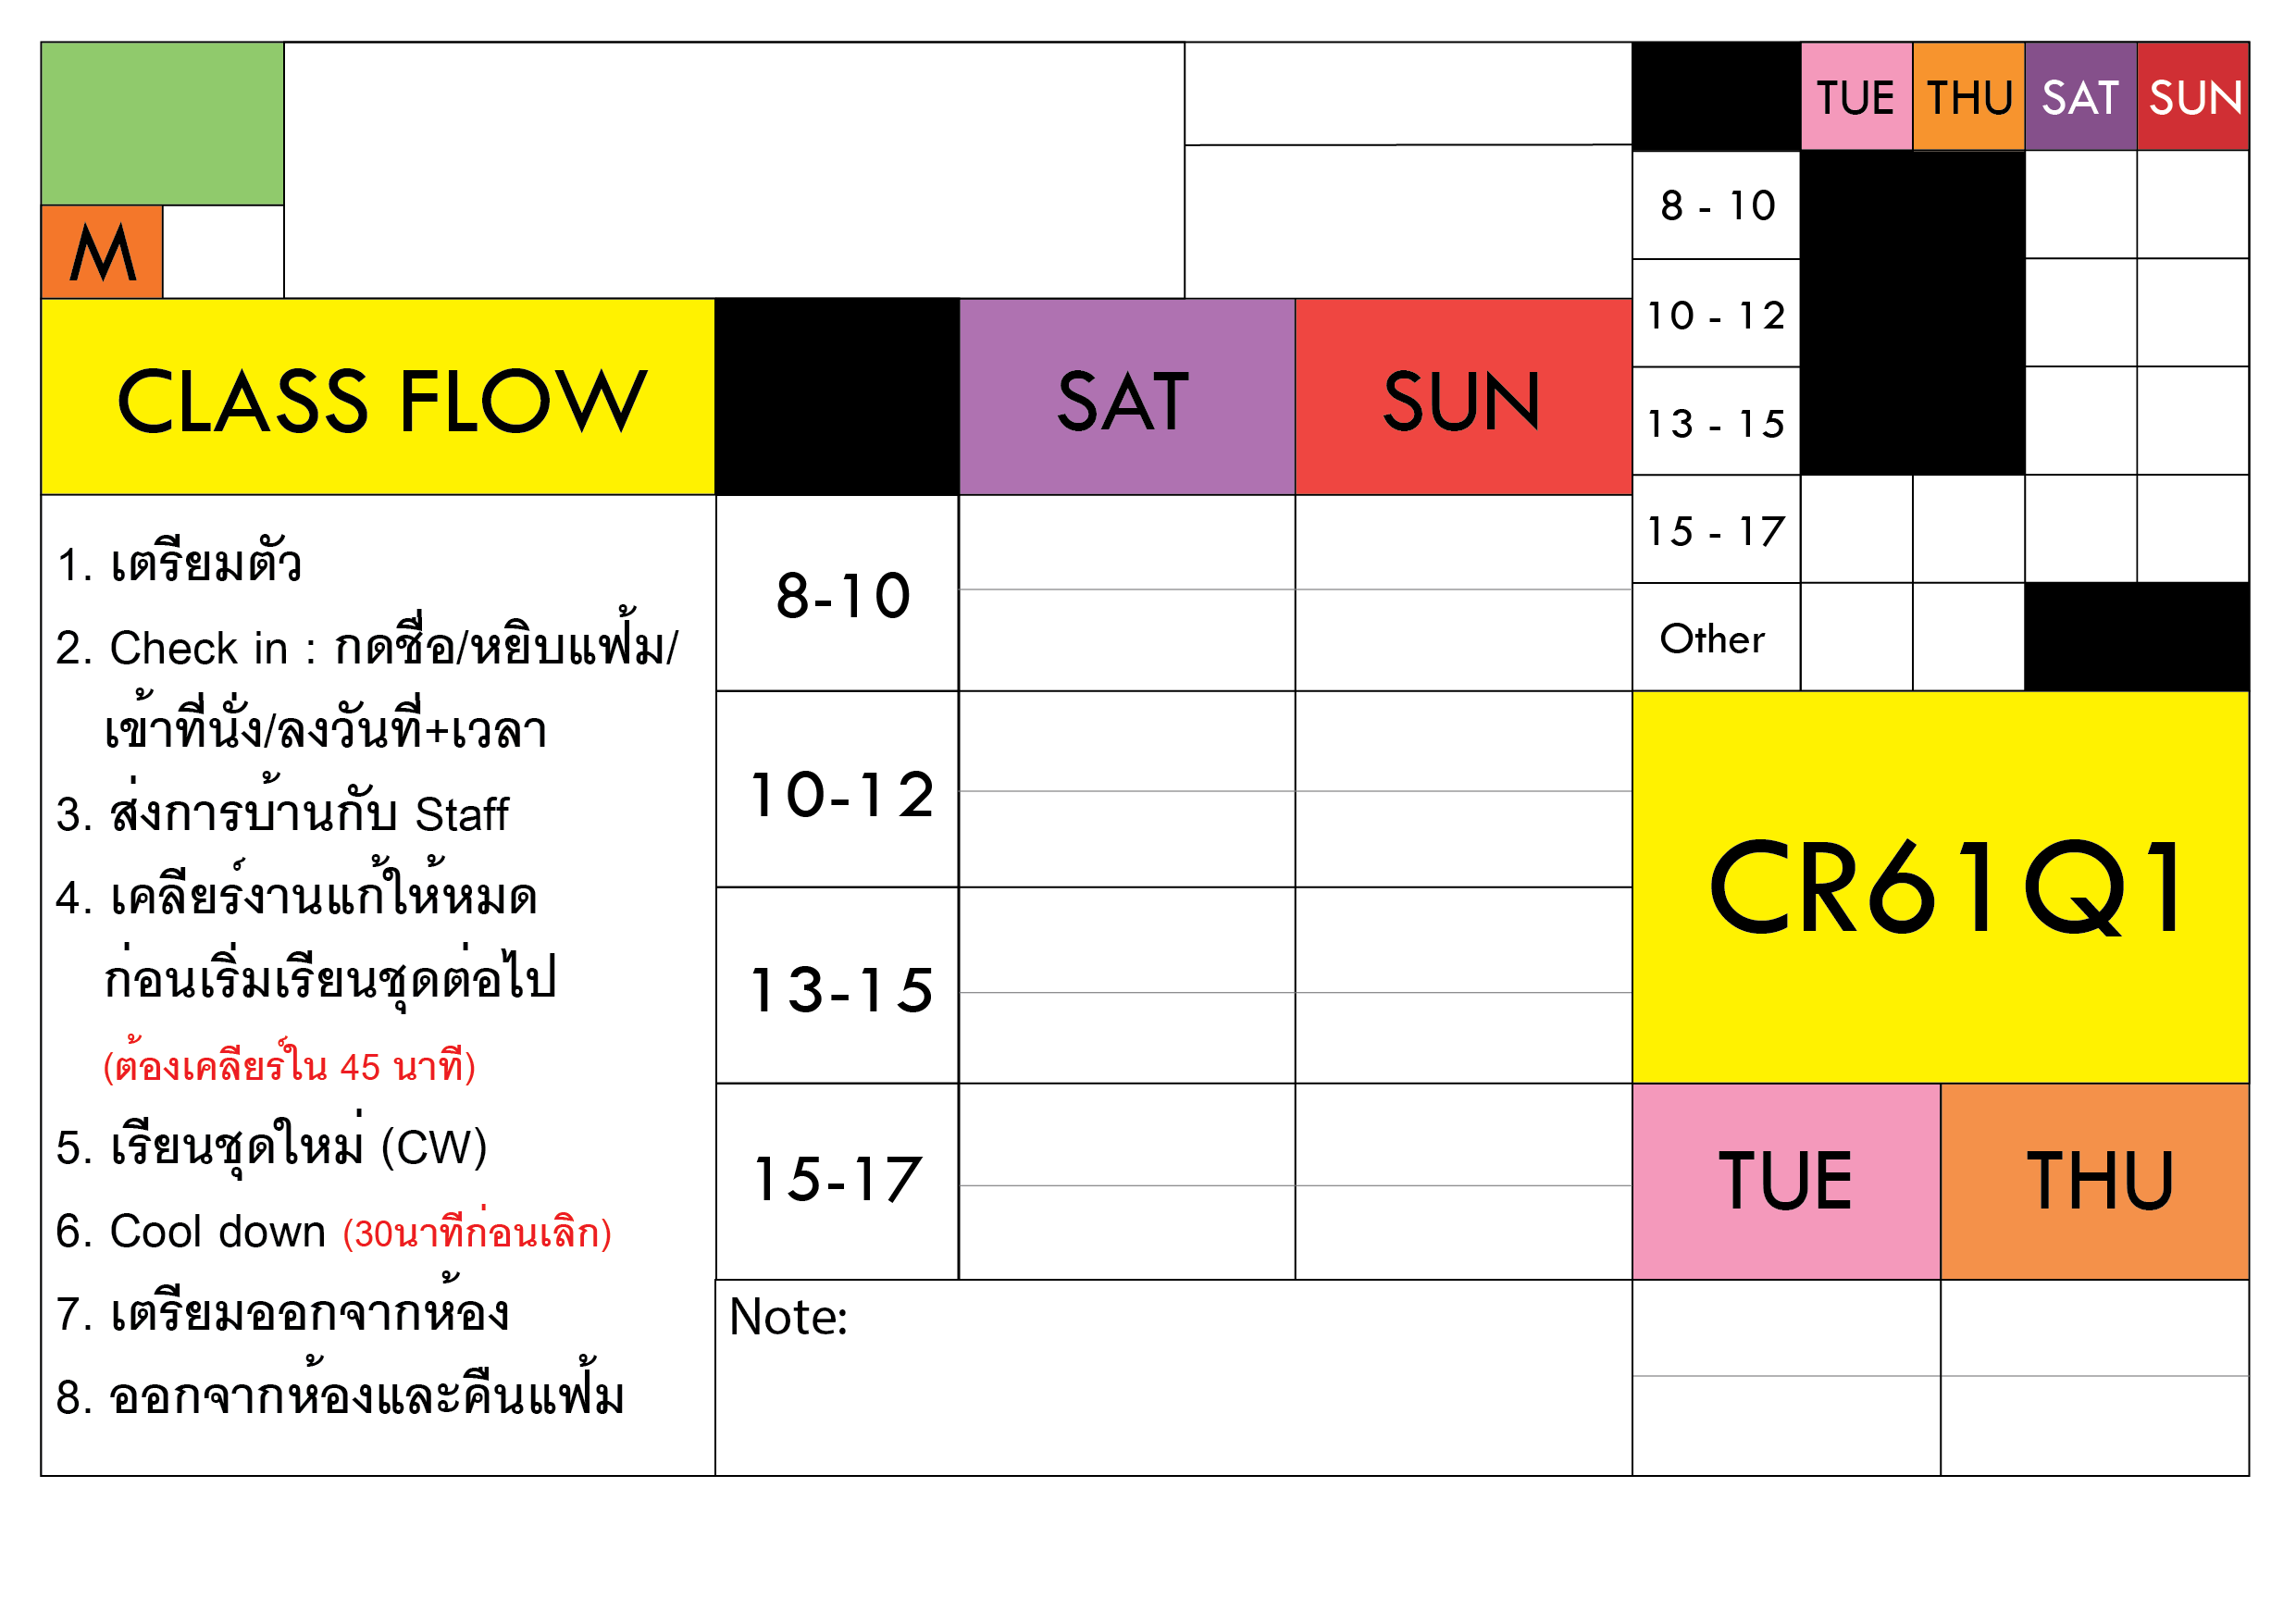 M
CLASS FLOW
SAT
SUN
1. เตรียมตัว
2. Check in : กดชื่อ/หยิบแฟ้ม/
เข้าที่นั่ง/ลงวันที่+เวลา
3. ส่งการบ้านกับ Staff
4. เคลียร์งานแก้ให้หมด
ก่อนเริ่มเรียนชุดต่อไป
(ต้องเคลียร์ใน 45 นาที)
5. เรียนชุดใหม่ (CW)
6. Cool down (30นาทีก่อนเลิก)
7. เตรียมออกจากห้อง
8. ออกจากห้องและคืนแฟ้ม
8-10
10-12
13-15
15-17
Note:
TUE THU SAT SUN
8 - 10
10 - 12
13 - 15
15 - 17
Other
CR61Q1
TUE THU